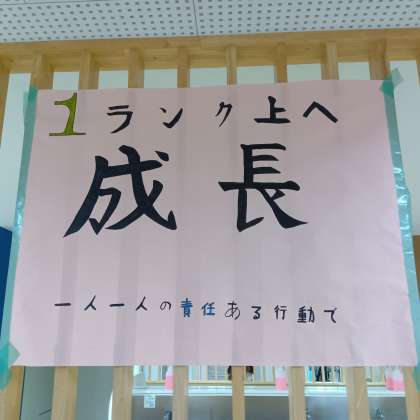 1ランク上へ
成長
一人一人の責任ある行動で